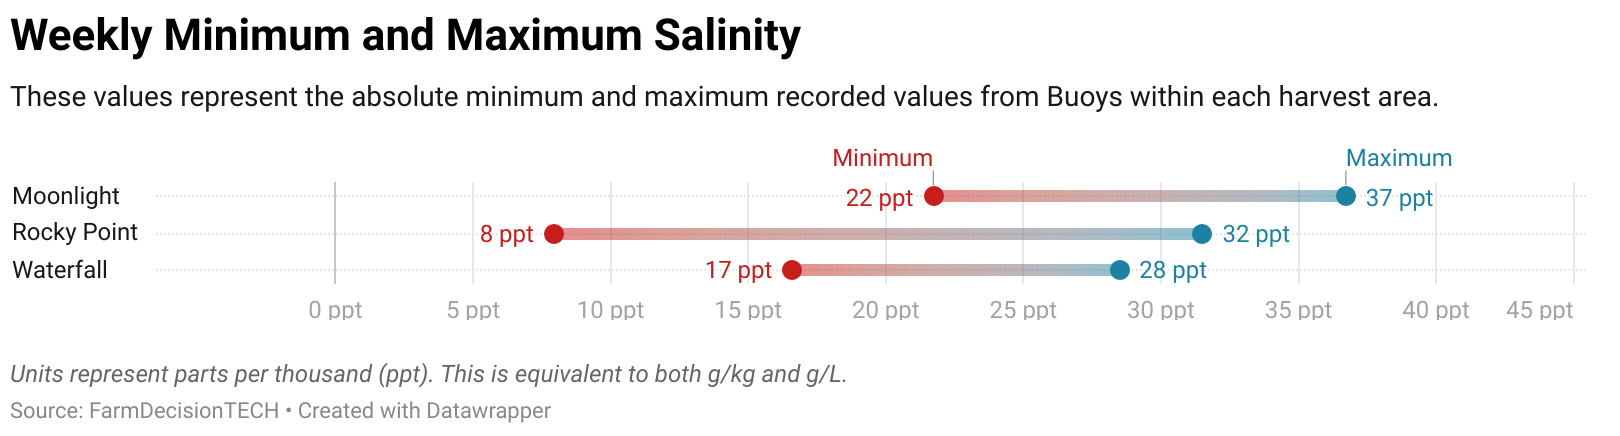 Weekly Minimum and Maximum Salinity
These values represent the absolute minimum and maximum recorded values from Buoys within each harvest area.
Minimum Maximum
Moonlight 22 ppt 37 ppt
Rocky Point 8 ppt 32 ppt
Waterfall 17 ppt 28 ppt
0 ppt 5 ppt 10 ppt 15 ppt 20 ppt 25 ppt 30 ppt 35 ppt 40 ppt 45 ppt
Units represent parts per thousand (ppt). This is equivalent to both g/kg and g/L.
Source: FarmDecisionTECH • Created with Datawrapper